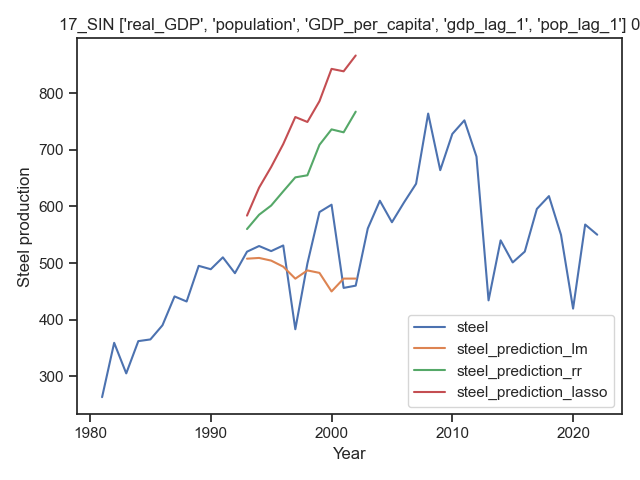 17_SIN ['real_GDP', 'population', 'GDP_per_capita', 'gdp_lag_1', 'pop_lag_1'] 0
800
700
600
500
400
300
Steel production
1980
1990
2000
2010
2020
Year
steel
steel_prediction_lm
steel_prediction_rr
steel_prediction_lasso